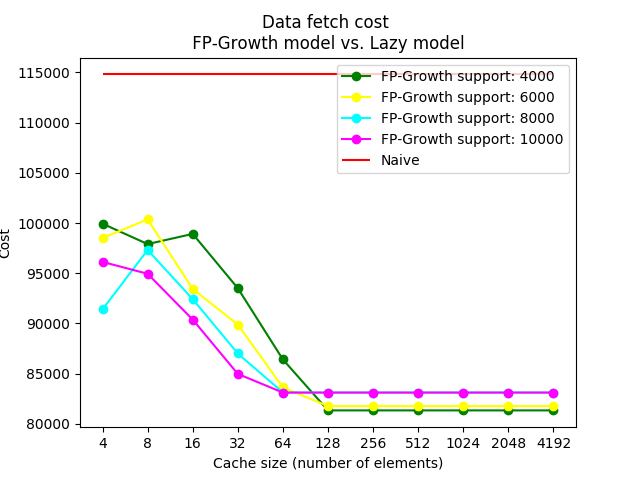 Data fetch cost
FP-Growth model vs. Lazy model
115000
110000
105000
100000
95000
90000
85000
80000
Cost
FP-Growth support: 4000
FP-Growth support: 6000
FP-Growth support: 8000
FP-Growth support: 10000
Naive
4 8 16 32 64 128 256 512 1024 2048 4192
Cache size (number of elements)